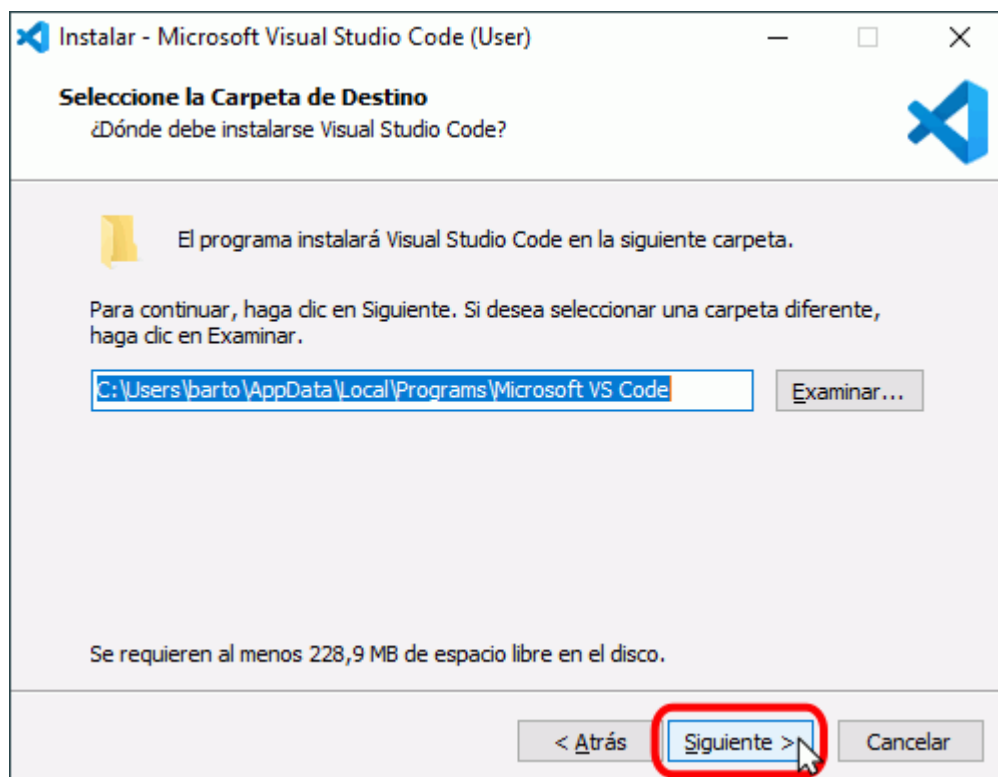 Instalar - Microsoft Visual Studio Code (User)
Seleccione la Carpeta de Destino
¿Dónde debe instalarse Visual Studio Code?
El programa instalará Visual Studio Code en la siguiente carpeta.
Para continuar, haga clic en Siguiente. Si desea seleccionar una carpeta diferente,
haga clic en Examinar.
C:\Users\barto\AppData\Local\Programs\Microsoft VS Code
Examinar...
Se requieren al menos 228,9 MB de espacio libre en el disco.
< Atrás
Siguiente >
Cancelar